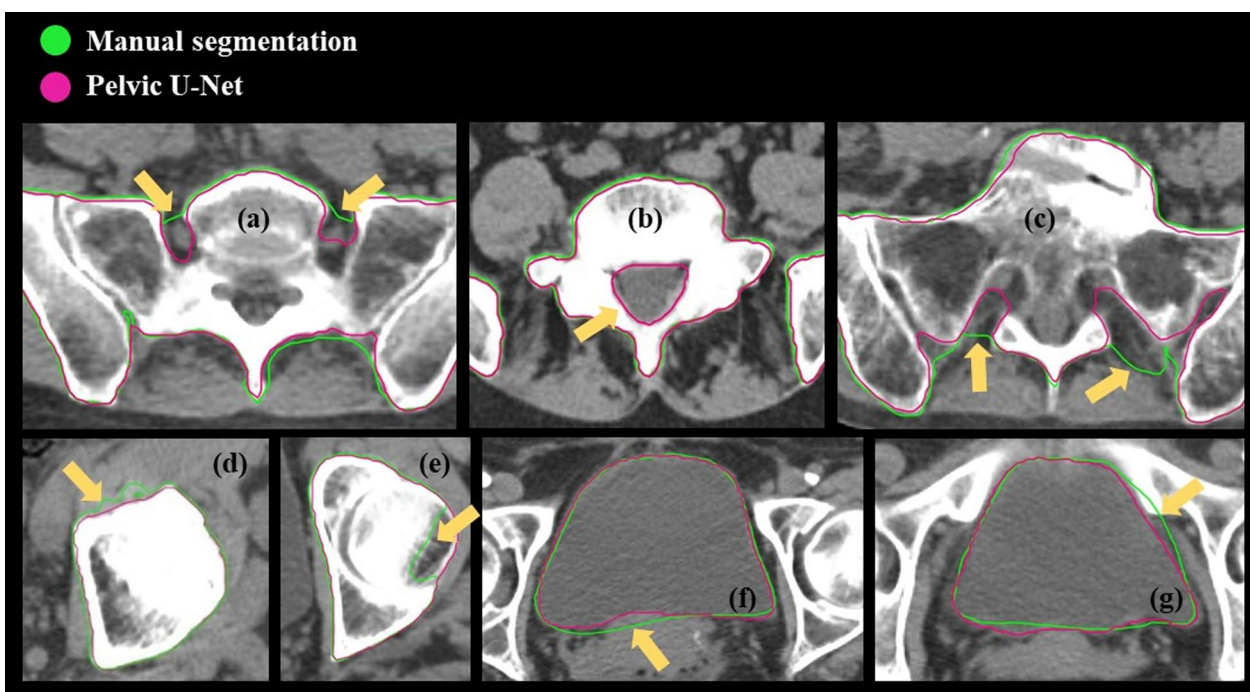 Manual segmentation
Pelvic U-Net
(a)
(b)
(c)
(d)
(e)
(f)
(g)